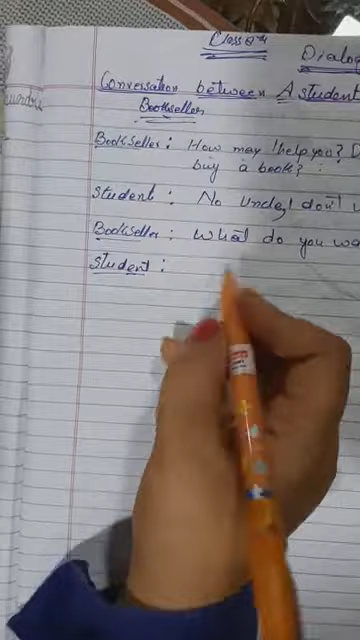 Class 8th
Dialog
Conversation between A student
Bookseller
Bookseller: How may I help you? D
buy a book?
Student: No Uncle, I don't w
Bookseller: What do you wa
Student: